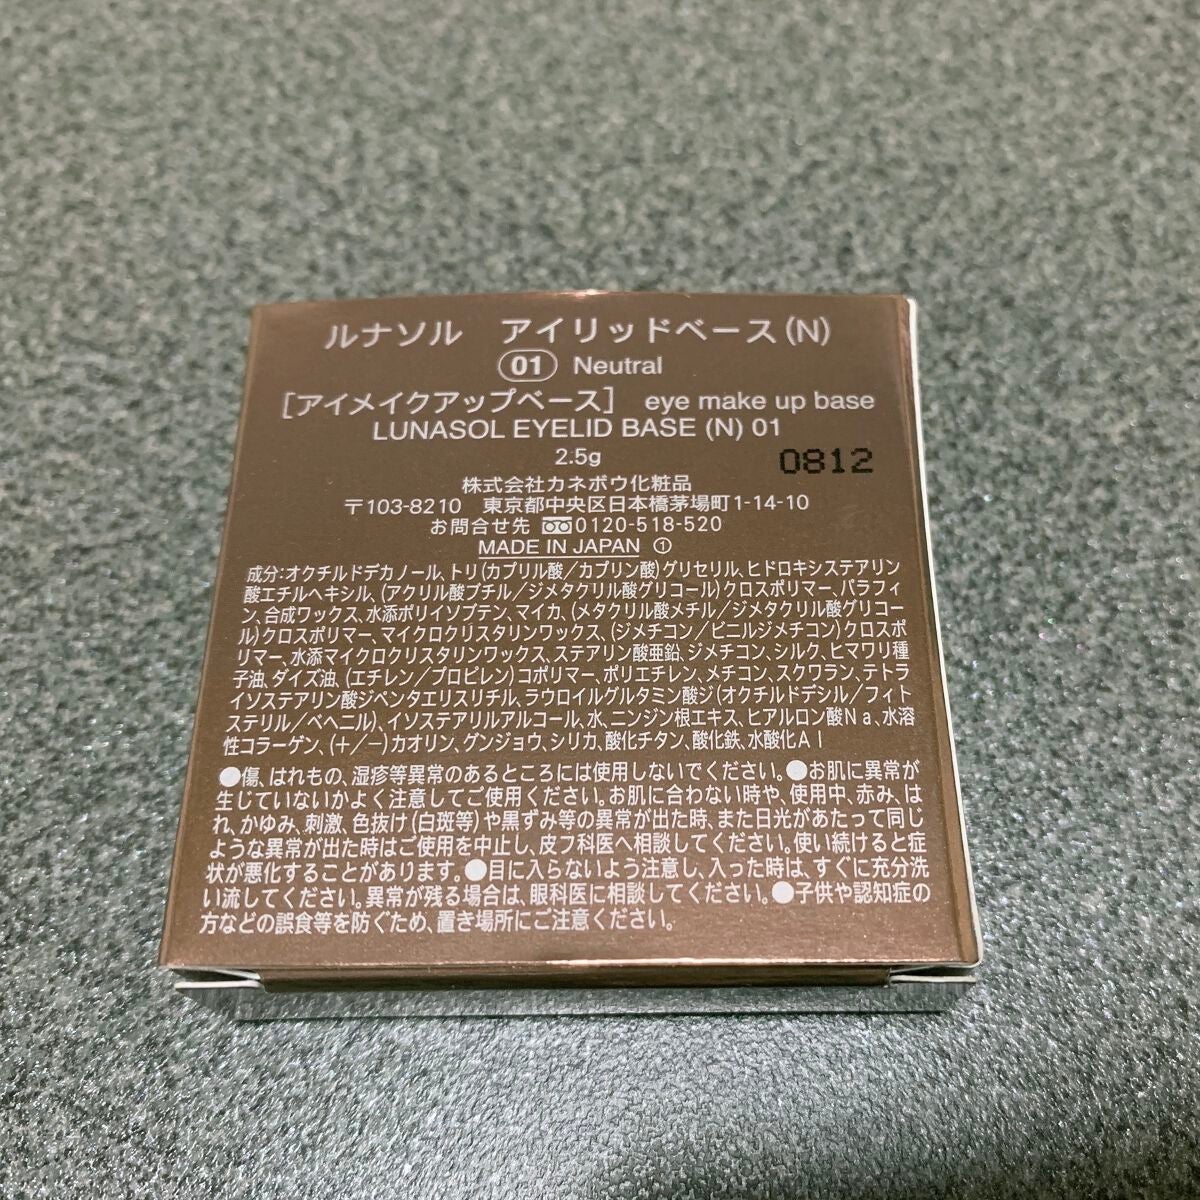 ルナソル　アイリッドベース(N)
01 Neutral
[アイメイクアップベース]　eye make up base
LUNASOL EYELID BASE (N) 01
2.5g
0812
株式会社カネボウ化粧品
〒103-8210　東京都中央区日本橋茅場町1-14-10
お問合せ先 0120-518-520
MADE IN JAPAN ①
成分:オクチルドデカノール、トリ(カプリル酸/カプリン酸)グリセリル、ヒドロキシステアリン
酸エチルヘキシル、(アクリル酸ブチル/ジメタクリル酸グリコール)クロスポリマー、パラフィ
ン、合成ワックス、水添ポリイソブテン、マイカ、(メタクリル酸メチル/ジメタクリル酸グリコー
ル)クロスポリマー、マイクロクリスタリンワックス、(ジメチコン/ビニルジメチコン)クロスポ
リマー、水添マイクロクリスタリンワックス、ステアリン酸亜鉛、ジメチコン、シルク、ヒマワリ種
子油、ダイズ油、(エチレン/プロピレン)コポリマー、ポリエチレン、メチコン、スクワラン、テトラ
イソステアリン酸ジペンタエリスリチル、ラウロイルグルタミン酸ジ(オクチルドデシル/フィト
ステリル/ベヘニル)、イソステアリルアルコール、水、ニンジン根エキス、ヒアルロン酸Na、水溶
性コラーゲン、(+/−)カオリン、グンジョウ、シリカ、酸化チタン、酸化鉄、水酸化Al
●傷、はれもの、湿疹等異常のあるところには使用しないでください。●お肌に異常が
生じていないかよく注意してご使用ください。お肌に合わない時や、使用中、赤み、は
れ、かゆみ、刺激、色抜け(白斑等)や黒ずみ等の異常が出た時、また日光があたって同じ
ような異常が出た時はご使用を中止し、皮フ科医へ相談してください。使い続けると症
状が悪化することがあります。●目に入らないよう注意し、入った時は、すぐに充分洗
い流してください。異常が残る場合は、眼科医に相談してください。●子供や認知症の
方などの誤食等を防ぐため、置き場所にご注意ください。